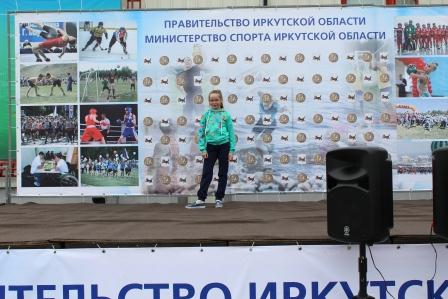 ПРАВИТЕЛЬСТВО ИРКУТСКОЙ ОБЛАСТИ
МИНИСТЕРСТВО СПОРТА ИРКУТСКОЙ ОБЛАСТИ
ИТЕЛЬСТВО ИРКУТСК